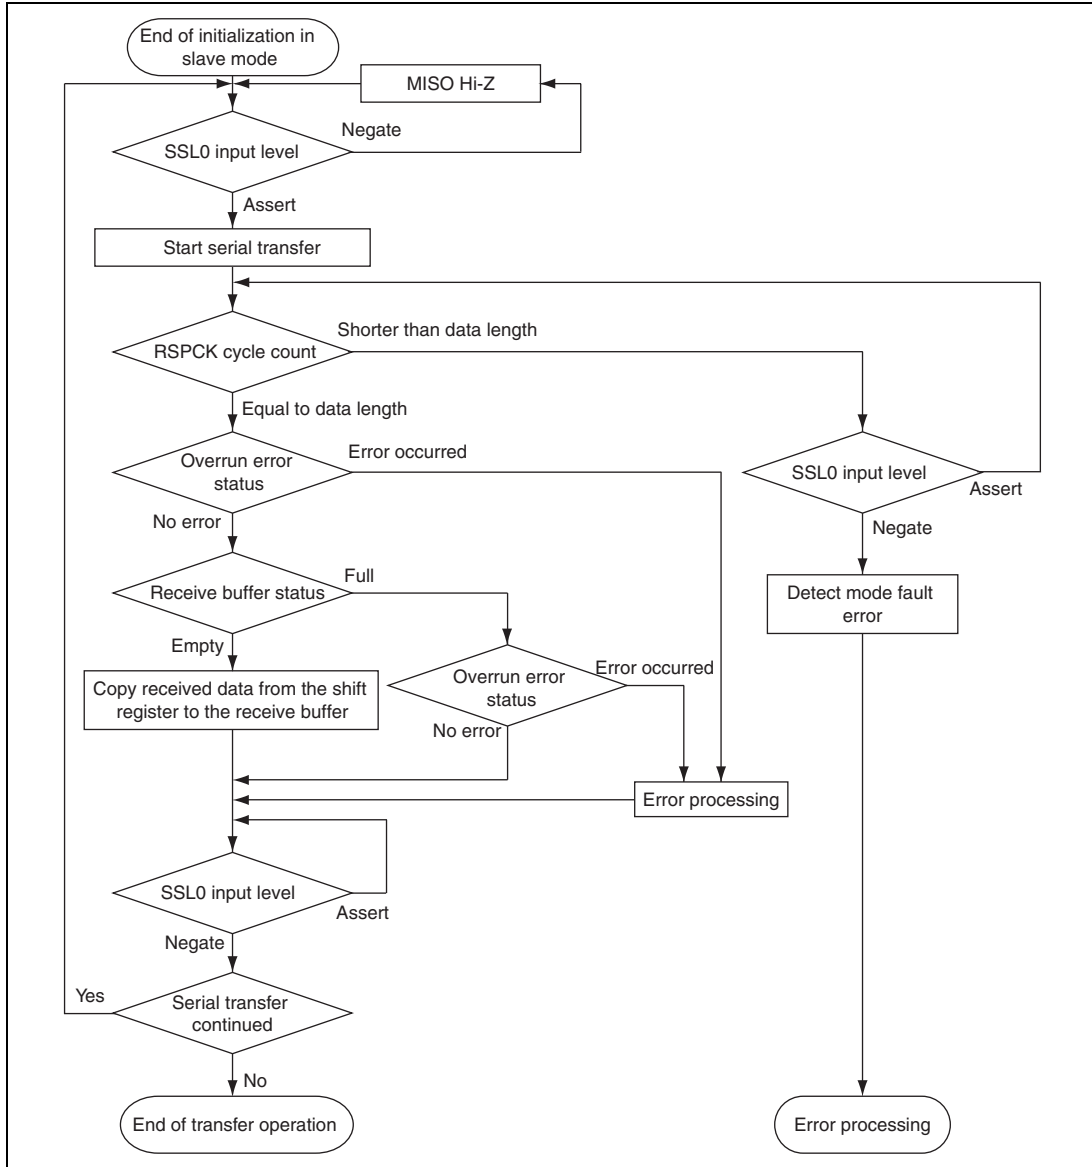 End of initialization in
slave mode
MISO Hi-Z
Negate
SSL0 input level
Assert
Start serial transfer
Shorter than data length
RSPCK cycle count
Equal to data length
Overrun error
status
Error occurred
SSL0 input level
Assert
No error
Negate
Receive buffer status
Full
Detect mode fault
error
Empty
Copy received data from the shift
register to the receive buffer
Overrun error
status
Error occurred
No error
Error processing
SSL0 input level
Assert
Negate
Yes
Serial transfer
continued
No
End of transfer operation
Error processing